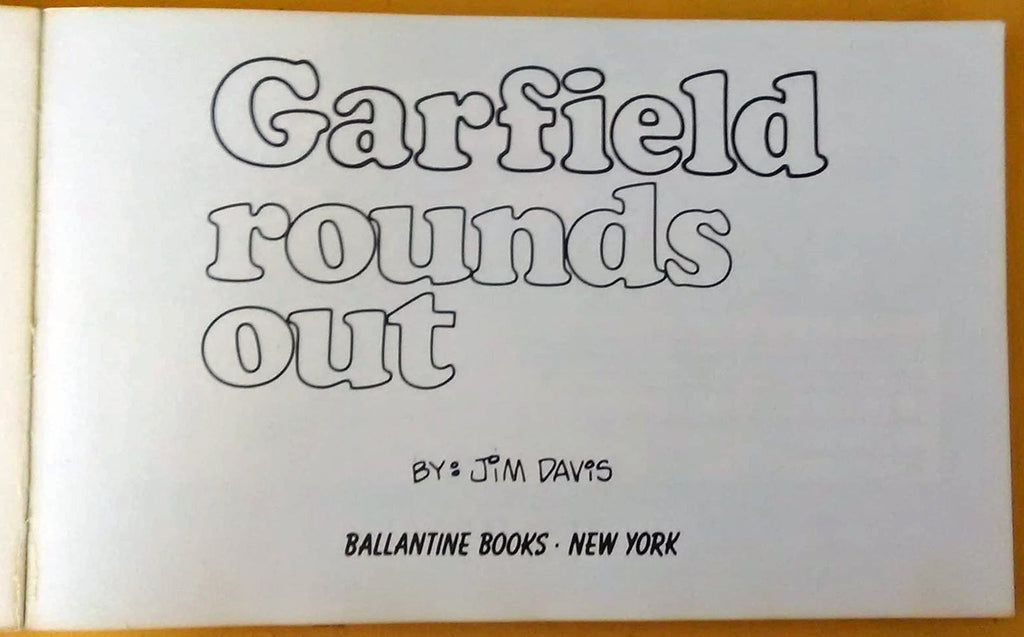 Garfield
rounds
out
BY: JIM DAVIS
BALLANTINE BOOKS · NEW YORK